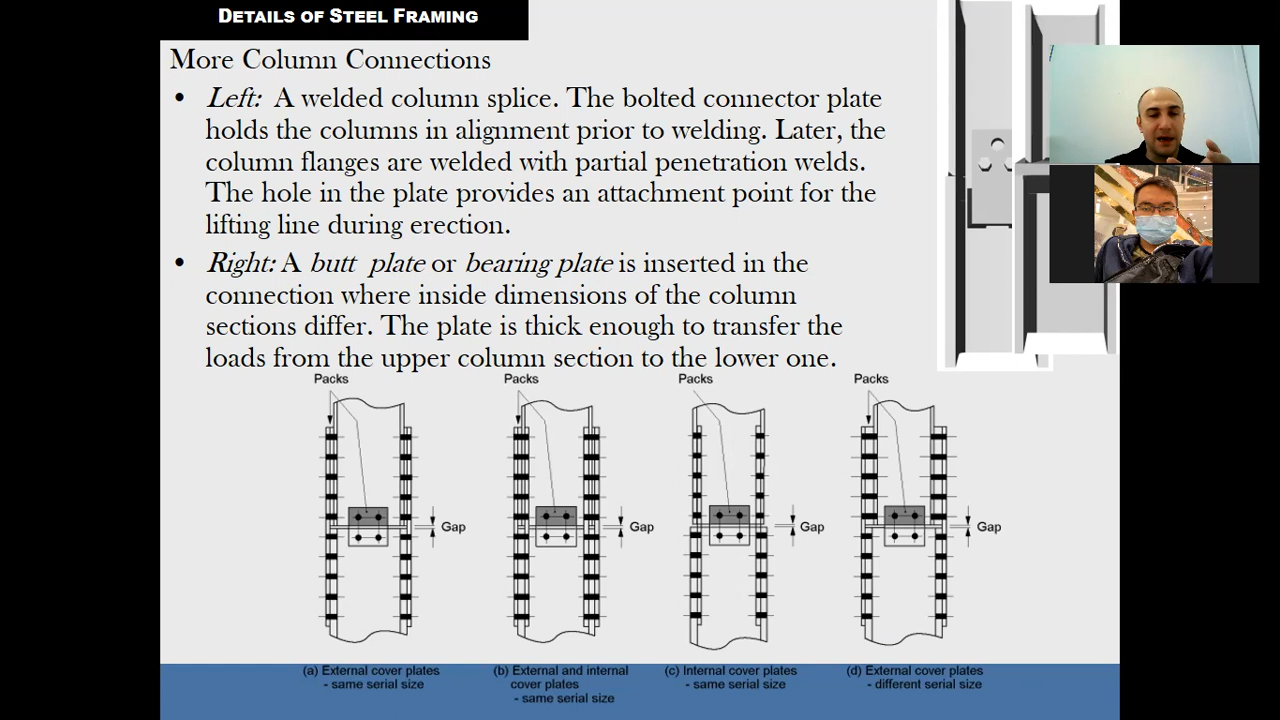 DETAILS OF STEEL FRAMING
More Column Connections
• Left: A welded column splice. The bolted connector plate
holds the columns in alignment prior to welding. Later, the
column flanges are welded with partial penetration welds.
The hole in the plate provides an attachment point for the
lifting line during erection.
• Right: A butt plate or bearing plate is inserted in the
connection where inside dimensions of the column
sections differ. The plate is thick enough to transfer the
loads from the upper column section to the lower one.
Packs
Packs
Packs
Packs
Gap
Gap
Gap
Gap
(a) External cover plates
- same serial size
(b) External and internal
cover plates
- same serial size
(c) Internal cover plates
- same serial size
(d) External cover plates
- different serial size